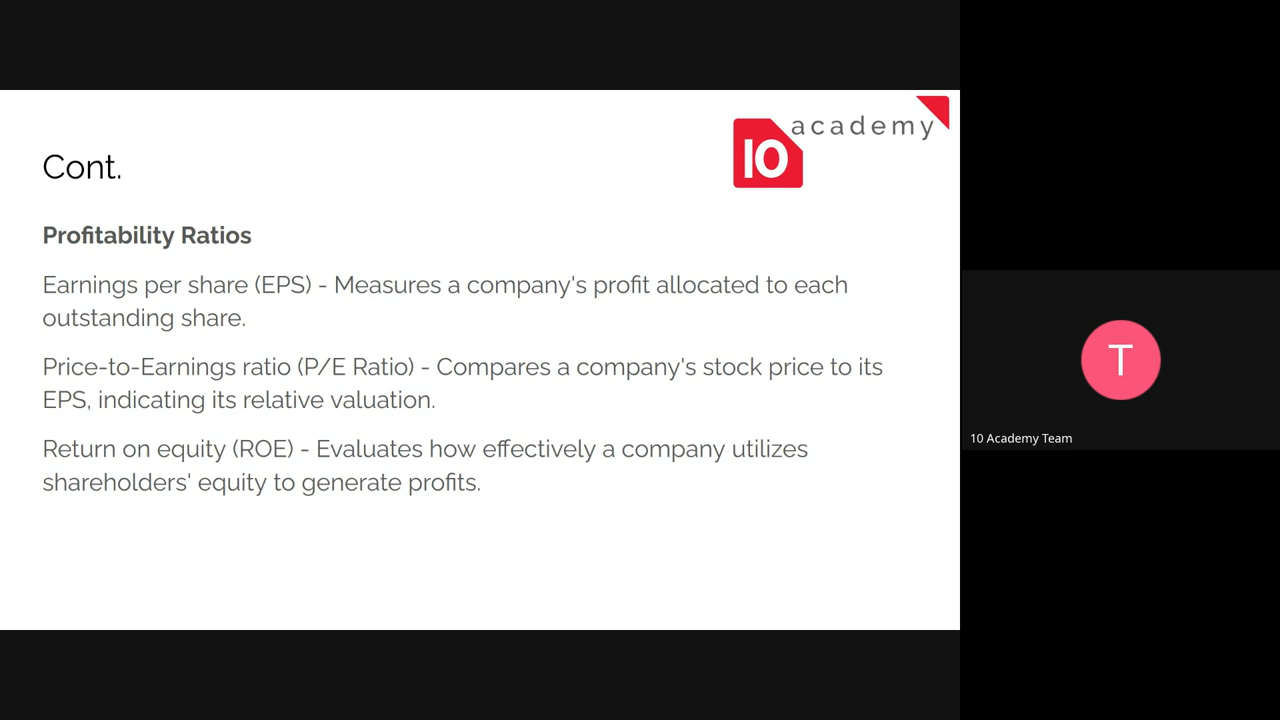 academy
10
Cont.
Profitability Ratios
Earnings per share (EPS) - Measures a company's profit allocated to each
outstanding share.
Price-to-Earnings ratio (P/E Ratio) - Compares a company's stock price to its
EPS, indicating its relative valuation.
Return on equity (ROE) - Evaluates how effectively a company utilizes
shareholders' equity to generate profits.
T
10 Academy Team